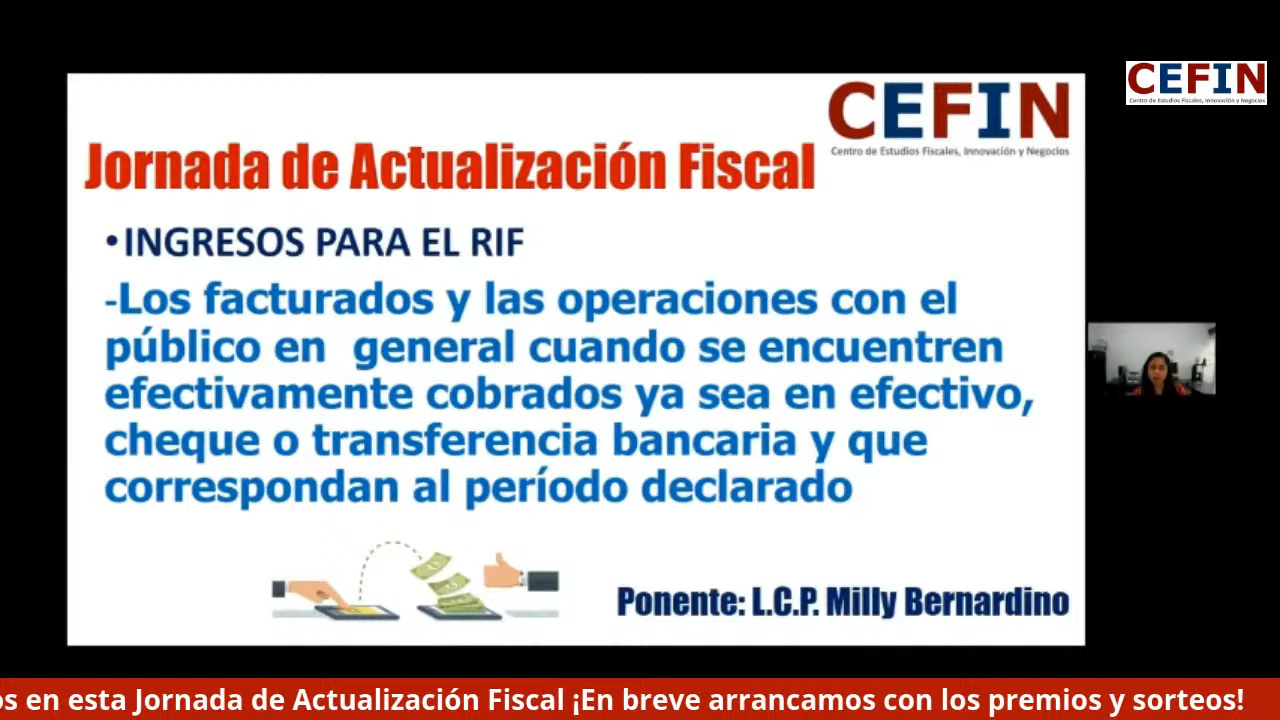 CEFIN
Centro de Estudios Fiscales, Innovación y Negocios
CEFIN
Centro de Estudios Fiscales, Innovación y Negocios
Jornada de Actualización Fiscal
•INGRESOS PARA EL RIF
-Los facturados y las operaciones con el
público en general cuando se encuentren
efectivamente cobrados ya sea en efectivo,
cheque o transferencia bancaria y que
correspondan al período declarado
Ponente: L.C.P. Milly Bernardino
os en esta Jornada de Actualización Fiscal ¡En breve arrancamos con los premios y sorteos!